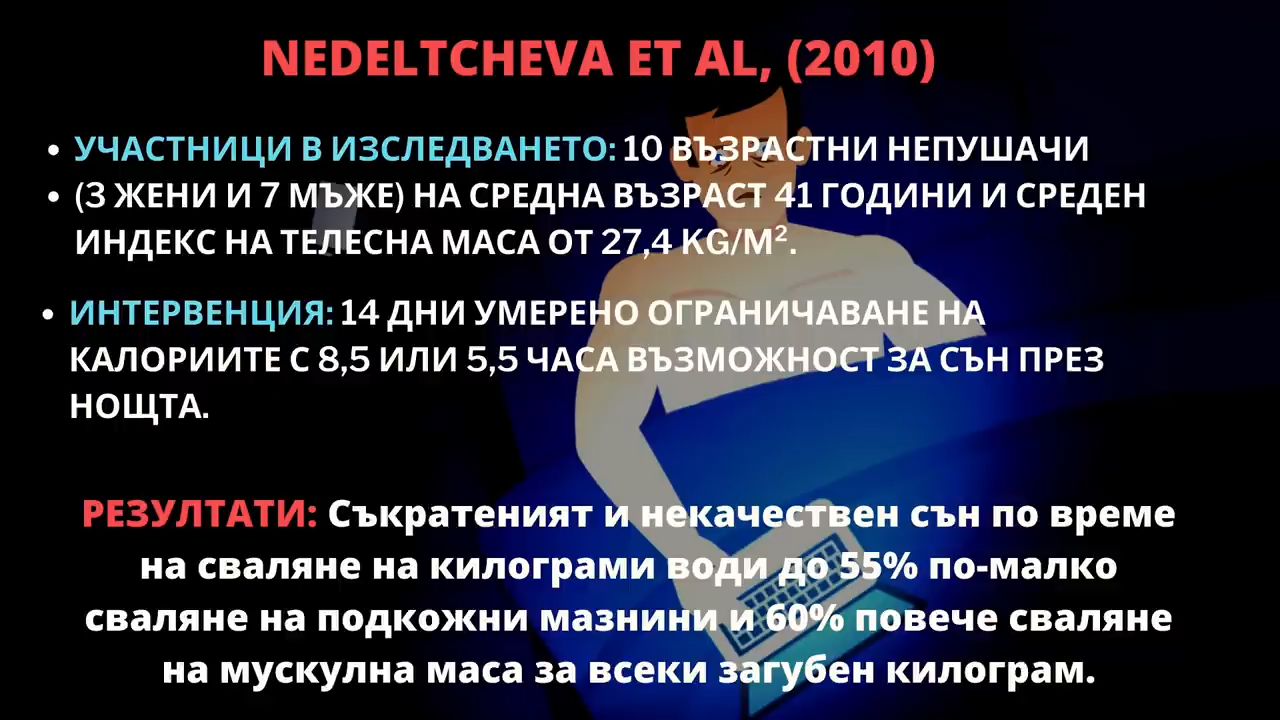 NEDELTCHEVA ET AL, (2010)
• УЧАСТНИЦИ В ИЗСЛЕДВАНЕТО: 10 ВЪЗРАСТНИ НЕПУШАЧИ
• (3 ЖЕНИ И 7 МЪЖЕ) НА СРЕДНА ВЪЗРАСТ 41 ГОДИНИ И СРЕДЕН
ИНДЕКС НА ТЕЛЕСНА МАСА ОТ 27,4 KG/M².
• ИНТЕРВЕНЦИЯ: 14 ДНИ УМЕРЕНО ОГРАНИЧАВАНЕ НА
КАЛОРИИТЕ С 8,5 ИЛИ 5,5 ЧАСА ВЪЗМОЖНОСТ ЗА СЪН ПРЕЗ
НОЩТА.
РЕЗУЛТАТИ: Съкратеният и некачествен сън по време
на сваляне на килограми води до 55% по-малко
сваляне на подкожни мазнини и 60% повече сваляне
на мускулна маса за всеки загубен килограм.